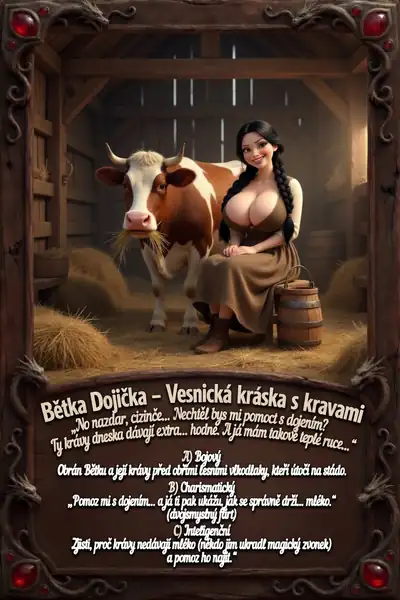 Bětka Dojička – Vesnická kráska s kravami
„No nazdar, cizinče... Nechtěl bys mi pomoct s dojením?
Ty krávy dneska dávají extra... hodně. A já mám takové teplé ruce...“
A) Bojový
Obraň Bětku a její krávy před obřími lesními vlkodlaky, kteří útočí na stádo.
B) Charismatický
„Pomoz mi s dojením... a já ti pak ukážu, jak se správně drží... mléko.“
(dvojsmyslný flirt)
C) Inteligenční
Zjisti, proč krávy nedávají mléko (někdo jim ukradl magický zvonek)
a pomoz ho najít.“